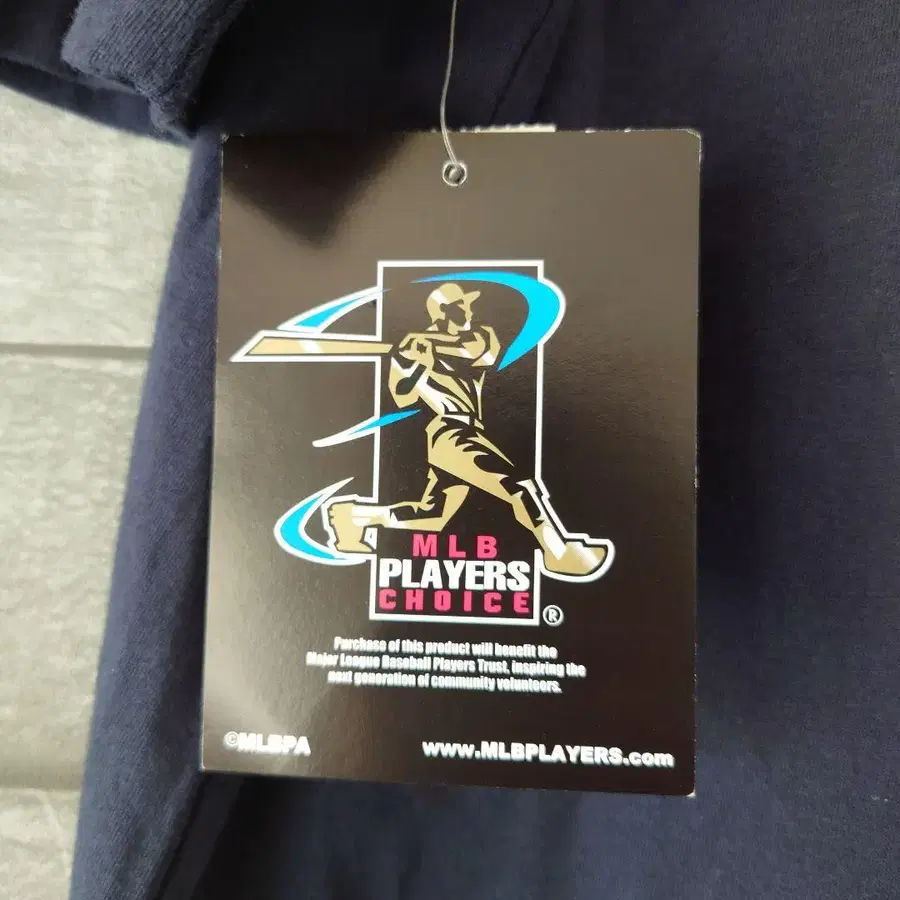 MLB
PLAYERS
CHOICE®
Purchase of this product will benefit the
Major League Baseball Players Trust, inspiring the
next generation of community volunteers.
©MLBPA
www.MLBPLAYERS.com